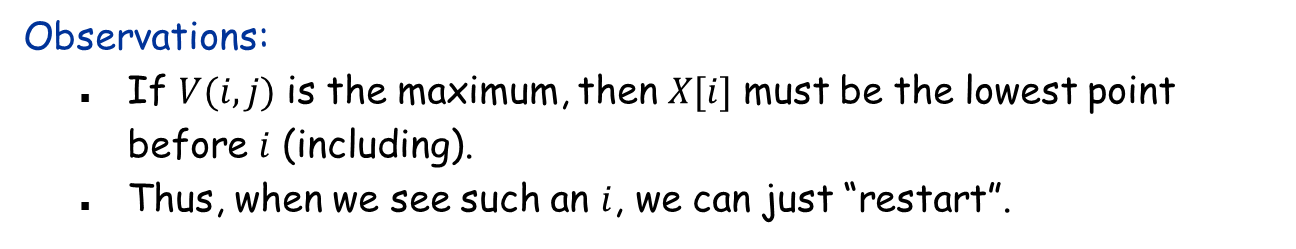 Observations:
▪ If V(i, j) is the maximum, then X[i] must be the lowest point
before i (including).
▪ Thus, when we see such an i, we can just “restart”.